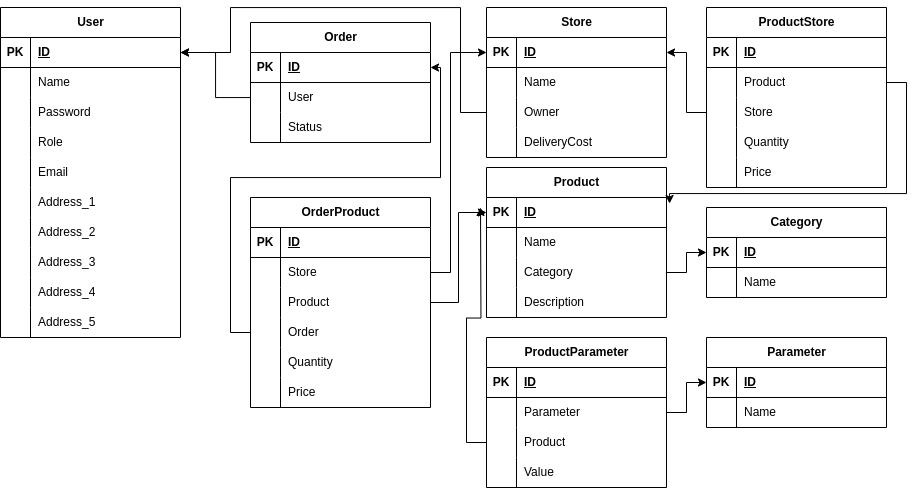 User
PK ID
Name
Password
Role
Email
Address_1
Address_2
Address_3
Address_4
Address_5
Order
PK ID
User
Status
OrderProduct
PK ID
Store
Product
Order
Quantity
Price
Store
PK ID
Name
Owner
DeliveryCost
Product
PK ID
Name
Category
Description
ProductParameter
PK ID
Parameter
Product
Value
ProductStore
PK ID
Product
Store
Quantity
Price
Category
PK ID
Name
Parameter
PK ID
Name